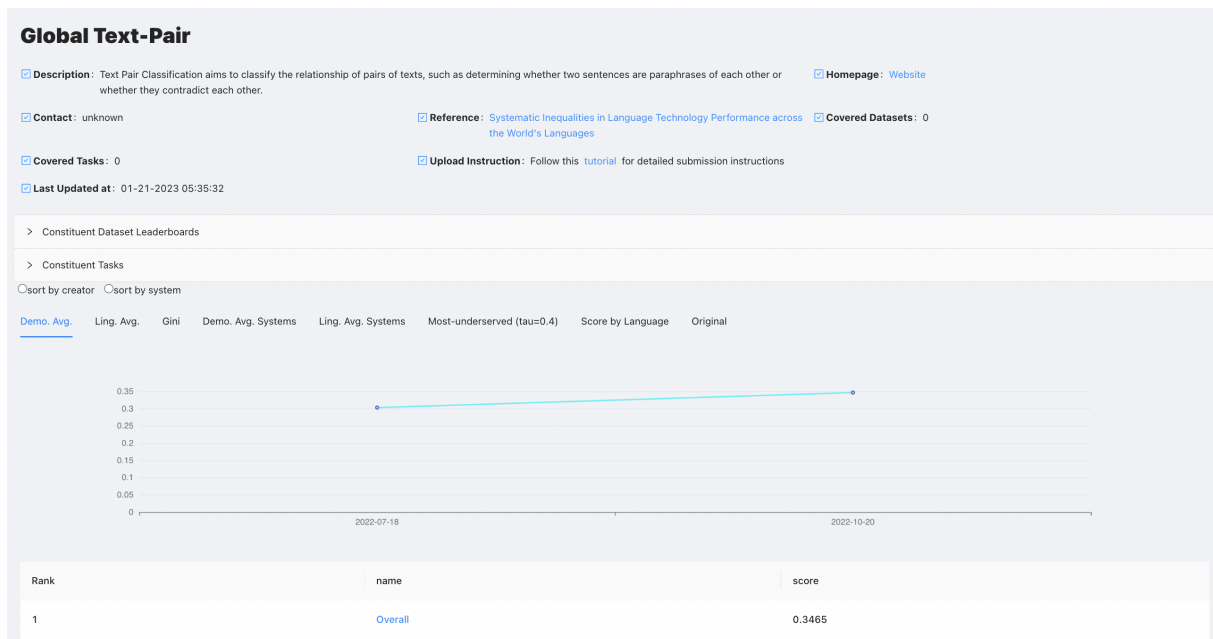 Global Text-Pair
Description: Text Pair Classification aims to classify the relationship of pairs of texts, such as determining whether two sentences are paraphrases of each other or
whether they contradict each other.
Homepage: Website
Contact: unknown
Reference: Systematic Inequalities in Language Technology Performance across
the World's Languages
Covered Datasets: 0
Covered Tasks: 0
Upload Instruction: Follow this tutorial for detailed submission instructions
Last Updated at: 01-21-2023 05:35:32
> Constituent Dataset Leaderboards
> Constituent Tasks
sort by creator sort by system
Demo. Avg. Ling. Avg. Gini Demo. Avg. Systems Ling. Avg. Systems Most-underserved (tau=0.4) Score by Language Original
0.35
0.3
0.25
0.2
0.15
0.1
0.05
0
2022-07-18 2022-10-20
Rank name score
1 Overall 0.3465